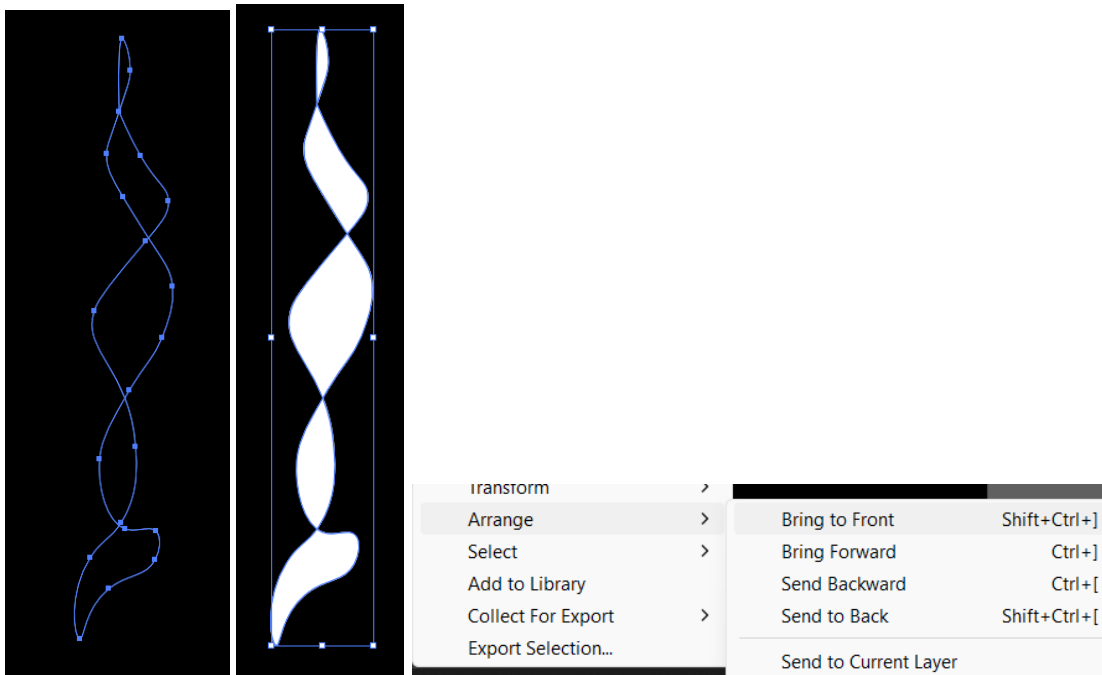 Transform
Arrange
Select
Add to Library
Collect For Export
Export Selection...
Bring to Front Shift+Ctrl+]
Bring Forward Ctrl+]
Send Backward Ctrl+[
Send to Back Shift+Ctrl+[
Send to Current Layer